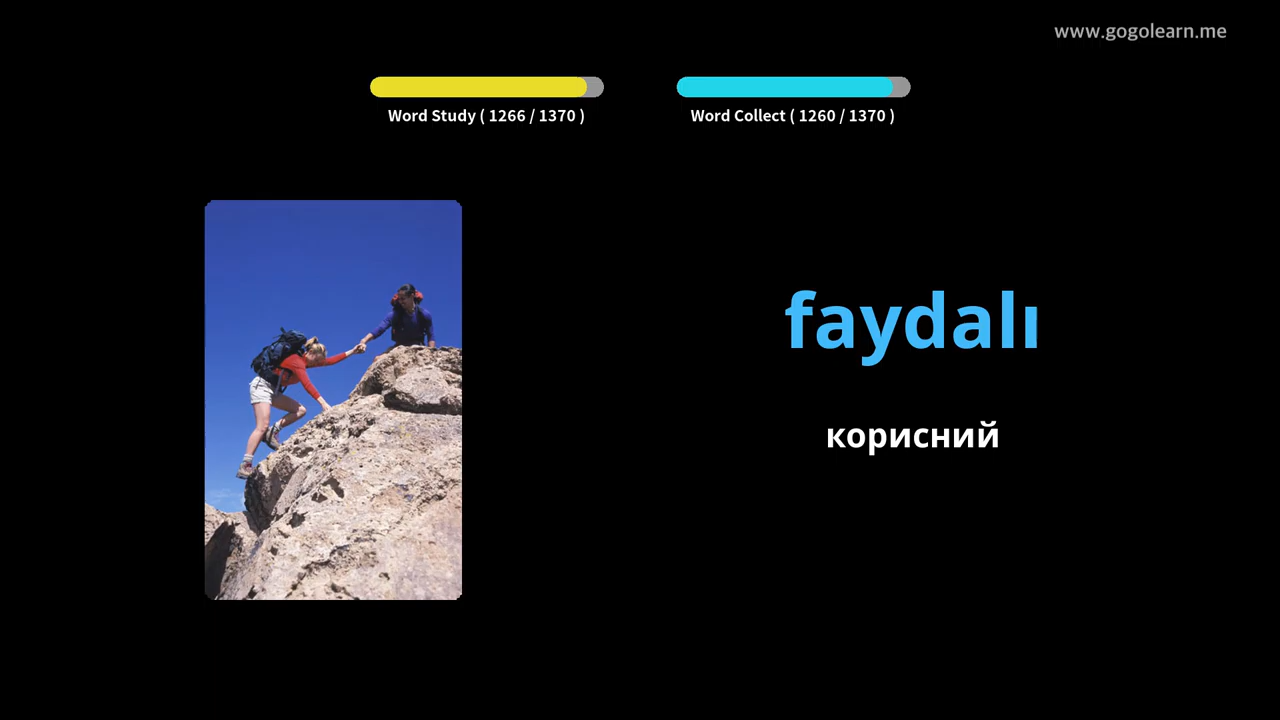 www.gogolearn.me
Word Study ( 1266 / 1370 )
Word Collect ( 1260 / 1370 )
faydalı
корисний